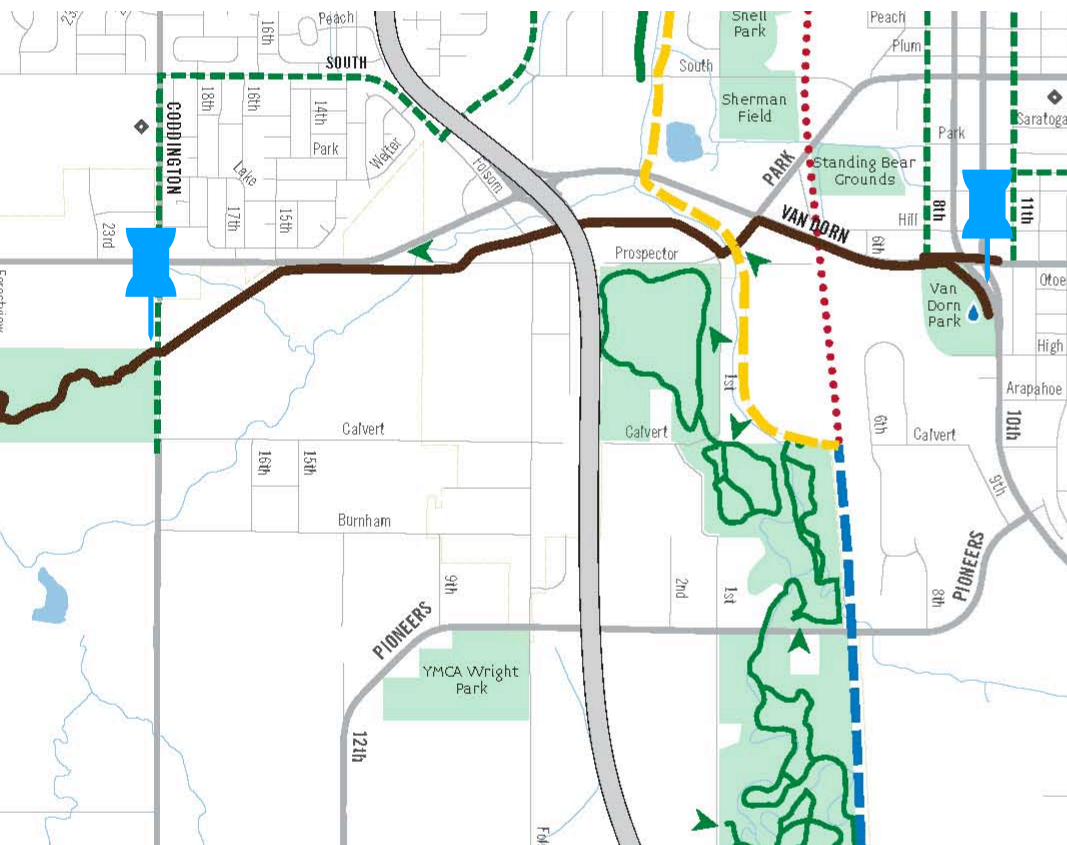 Peach
16th
Snell
Park
Peach
Plum
SOUTH
South
18th
16th
14th
Park
Welter
Lake
CODDINGTON
17th
15th
23rd
Folsom
Sherman
Field
PARK
Standing Bear
Grounds
Park
Saratoga
8th
11th
Hill
VAN DORN
6th
Prospector
Van
Dorn
Park
Otoe
High
Arapahoe
1st
Calvert
Calvert
6th
Calvert
10th
16th
15th
9th
Burnham
9th
2nd
1st
8th
PIONEERS
PIONEERS
YMCA Wright
Park
12th